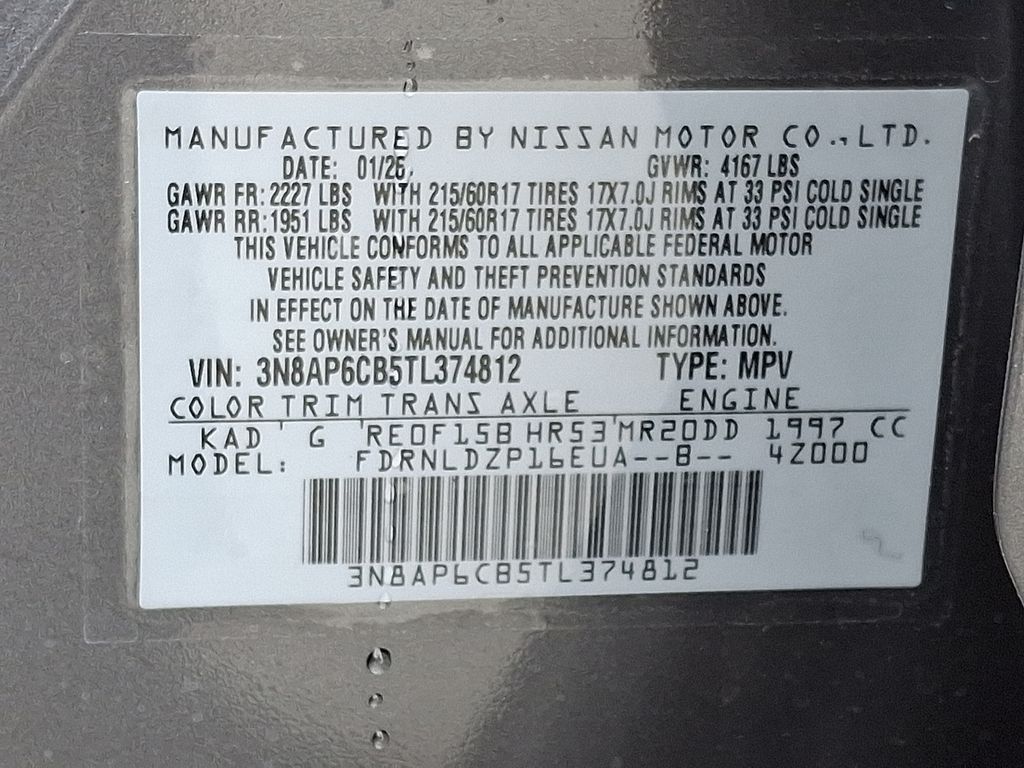 MANUFACTURED BY NISSAN MOTOR CO., LTD.
DATE: 01/26 GVWR: 4167 LBS
GAWR FR: 2227 LBS WITH 215/60R17 TIRES 17X7.0J RIMS AT 33 PSI COLD SINGLE
GAWR RR: 1951 LBS WITH 215/60R17 TIRES 17X7.0J RIMS AT 33 PSI COLD SINGLE
THIS VEHICLE CONFORMS TO ALL APPLICABLE FEDERAL MOTOR
VEHICLE SAFETY AND THEFT PREVENTION STANDARDS
IN EFFECT ON THE DATE OF MANUFACTURE SHOWN ABOVE.
SEE OWNER'S MANUAL FOR ADDITIONAL INFORMATION.
VIN: 3N8AP6CB5TL374812 TYPE: MPV
COLOR TRIM TRANS AXLE ENGINE
KAD ' G 'RE0F15B HR53'MR20DD 1997 CC
MODEL: FDRNLDZP16EUA--B-- 42000
3N8AP6CB5TL374812